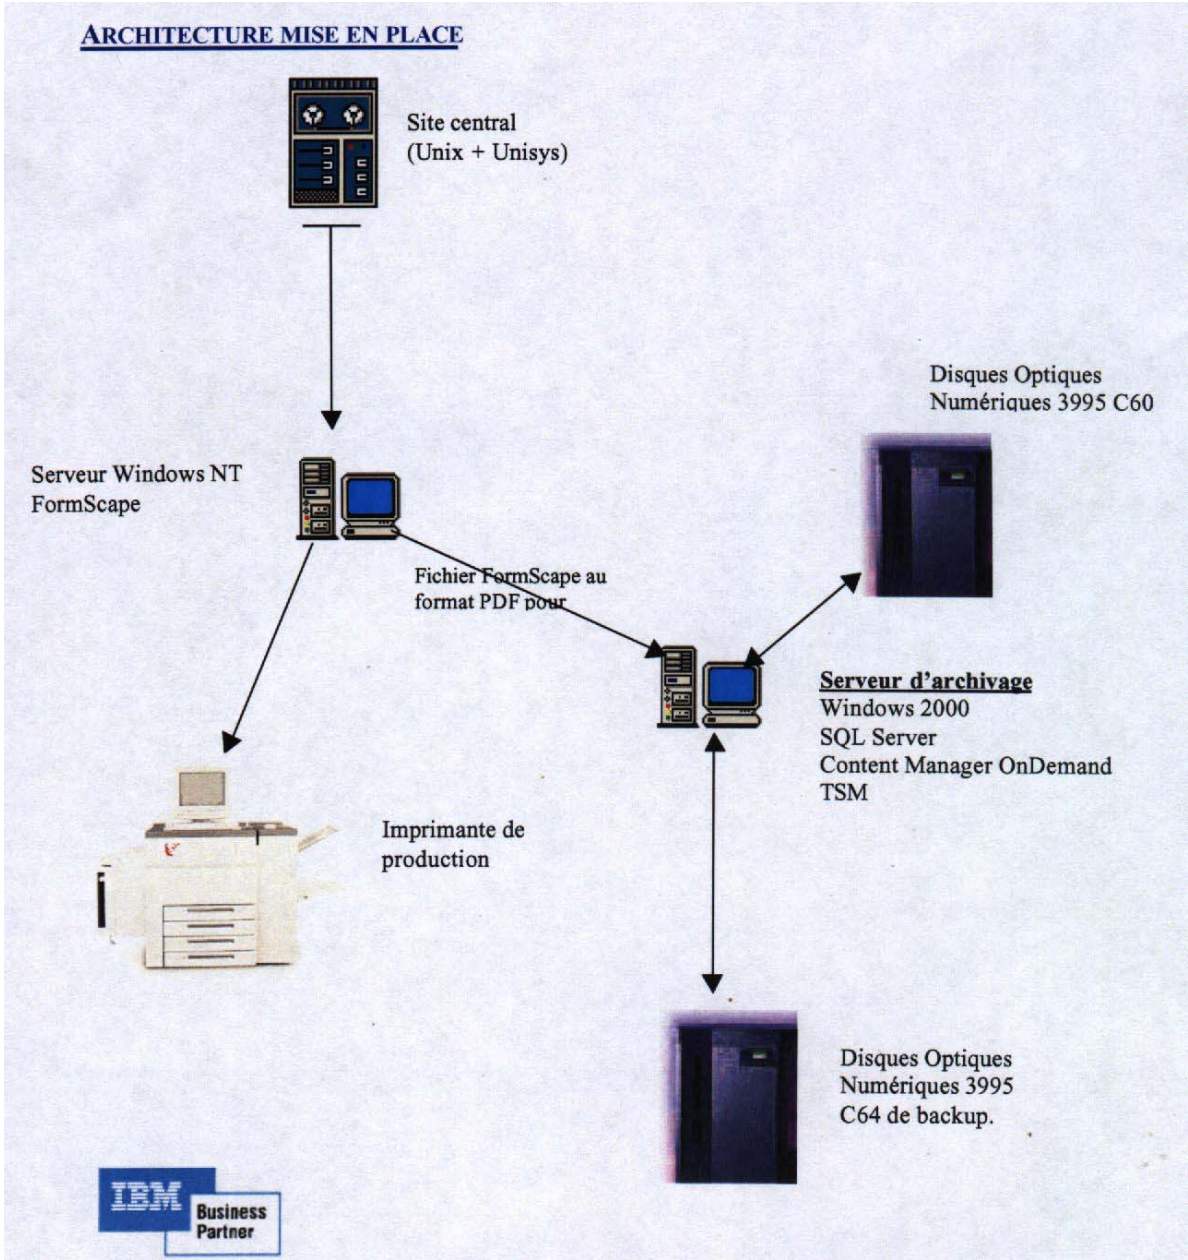 ARCHITECTURE MISE EN PLACE
Site central
(Unix + Unisys)
Disques Optiques
Numériques 3995 C60
Serveur Windows NT
FormScape
Fichier FormScape au
format PDF pour
Serveur d'archivage
Windows 2000
SQL Server
Content Manager OnDemand
TSM
Imprimante de
production
Disques Optiques
Numériques 3995
C64 de backup.
IBM
Business
Partner